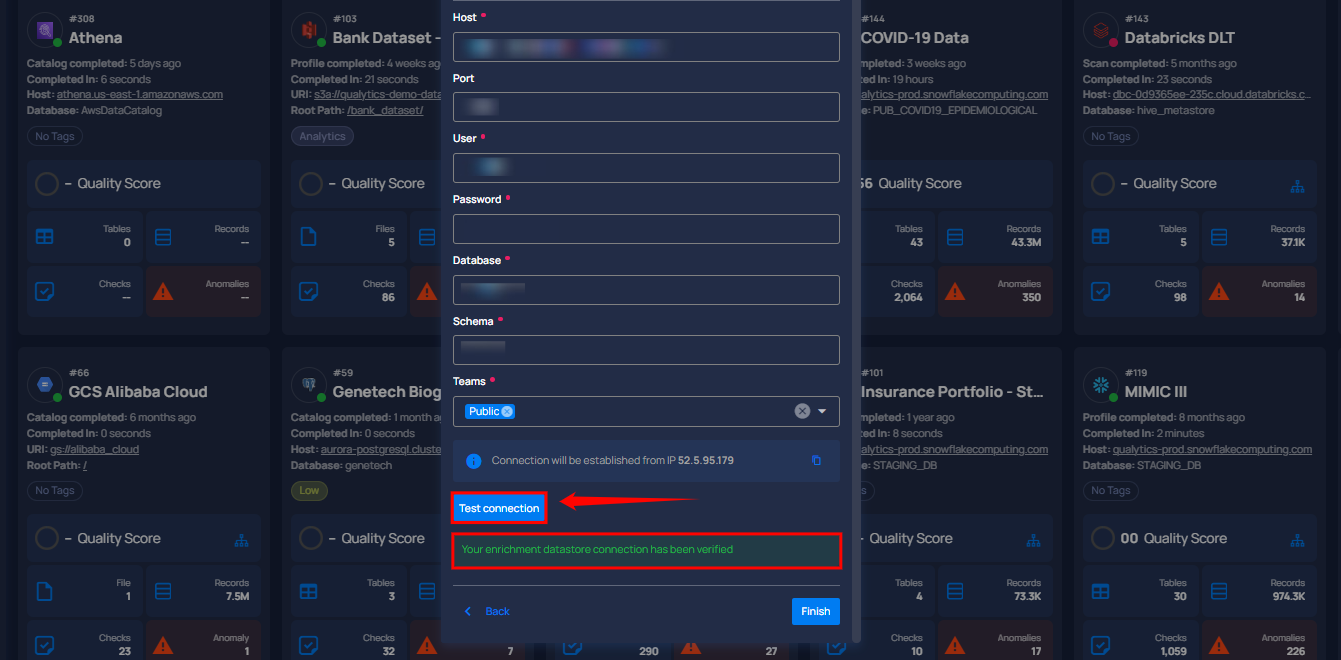 #308
Athena
Catalog completed: 5 days ago
Completed In: 6 seconds
Host: athena.us-east-1.amazonaws.com
Database: AwsDataCatalog
No Tags
– Quality Score
Tables
0
Records
--
Checks
--
Anomalies
--
#103
Bank Dataset -
Profile completed: 4 weeks ag
Completed In: 21 seconds
URI: s3a://qualytics-demo-data
Root Path: /bank_dataset/
Analytics
– Quality Score
Files
5
Checks
86
Host *
Port
User *
Password *
Database *
Schema *
Teams *
Public
Connection will be established from IP 52.5.95.179
Test connection
Your enrichment datastore connection has been verified
Back
Finish
#144
COVID-19 Data
ompleted: 3 weeks ago
d In: 19 hours
alytics-prod.snowflakecomputing.com
e: PUB_COVID19_EPIDEMIOLOGICAL
56 Quality Score
Tables
43
Records
43.3M
Checks
2,064
Anomalies
350
#143
Databricks DLT
Scan completed: 5 months ago
Completed In: 23 seconds
Host: dbc-0d9365ee-235c.cloud.databricks.c...
Database: hive_metastore
No Tags
– Quality Score
Tables
5
Records
37.1K
Checks
98
Anomalies
14
#66
GCS Alibaba Cloud
Catalog completed: 6 months ago
Completed In: 0 seconds
URI: gs://alibaba_cloud
Root Path: /
No Tags
– Quality Score
File
1
Records
7.5M
Checks
23
Anomaly
1
#59
Genetech Biog
Catalog completed: 1 month a
Completed In: 0 seconds
Host: aurora-postgresql.cluste
Database: genetech
Low
– Quality Score
Tables
3
Checks
32
7
290
27
#101
Insurance Portfolio - St...
ompleted: 1 year ago
d In: 8 seconds
alytics-prod.snowflakecomputing.com
e: STAGING_DB
s
– Quality Score
Tables
4
Records
73.3K
Checks
10
Anomalies
17
#119
MIMIC III
Profile completed: 8 months ago
Completed In: 2 minutes
Host: qualytics-prod.snowflakecomputing.com
Database: STAGING_DB
No Tags
00 Quality Score
Tables
30
Records
974.3K
Checks
1,059
Anomalies
226